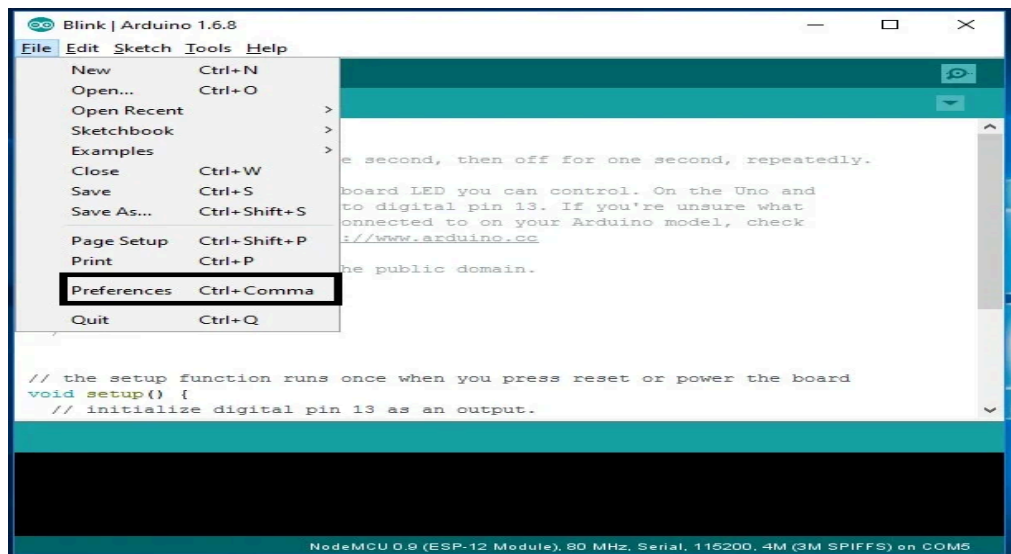 Blink | Arduino 1.6.8
File Edit Sketch Tools Help
New Ctrl+N
Open... Ctrl+O
Open Recent >
Sketchbook >
Examples >
Close Ctrl+W
Save Ctrl+S
Save As... Ctrl+Shift+S
Page Setup Ctrl+Shift+P
Print Ctrl+P
Preferences Ctrl+Comma
Quit Ctrl+Q
e second, then off for one second, repeatedly.
board LED you can control. On the Uno and
to digital pin 13. If you're unsure what
onnected to on your Arduino model, check
://www.arduino.cc
he public domain.
// the setup function runs once when you press reset or power the board
void setup() {
// initialize digital pin 13 as an output.
NodeMCU 0.9 (ESP-12 Module), 80 MHz, Serial, 115200, 4M (3M SPIFFS) on COM5